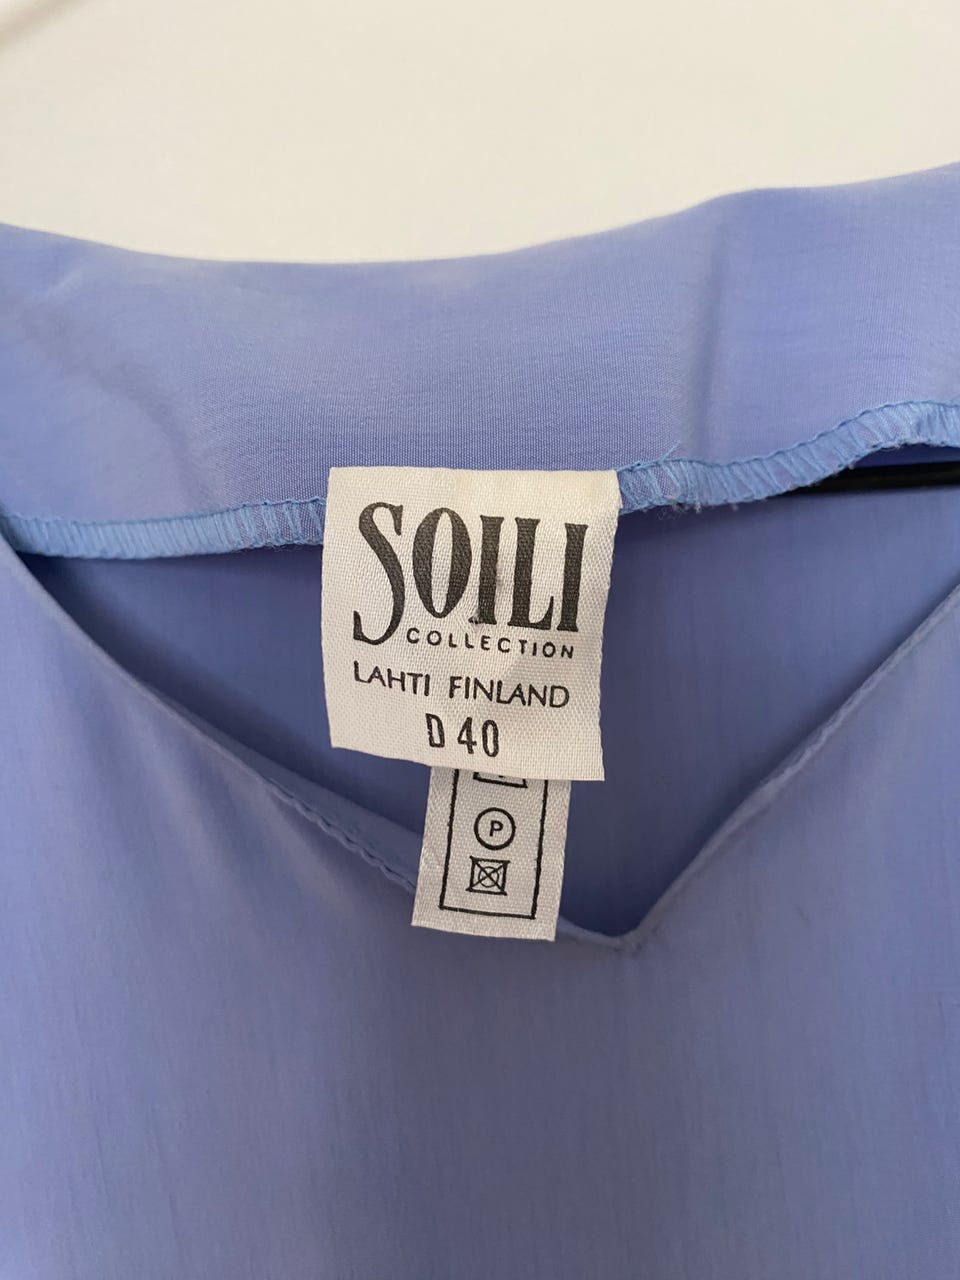 SOILI
COLLECTION
LAHTI FINLAND
D 40
P